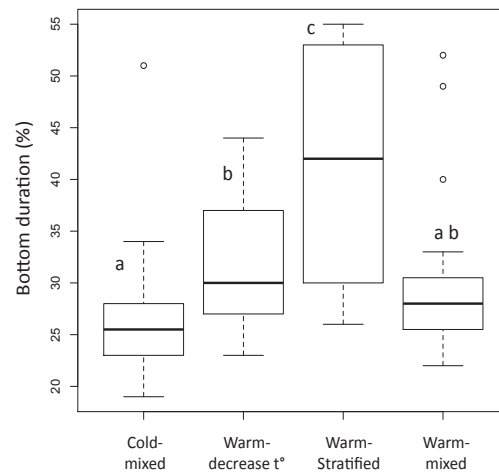 Bottom duration (%)
55
50
45
40
35
30
25
20
a
b
c
a b
Cold-
mixed
Warm-
decrease t°
Warm-
Stratified
Warm-
mixed